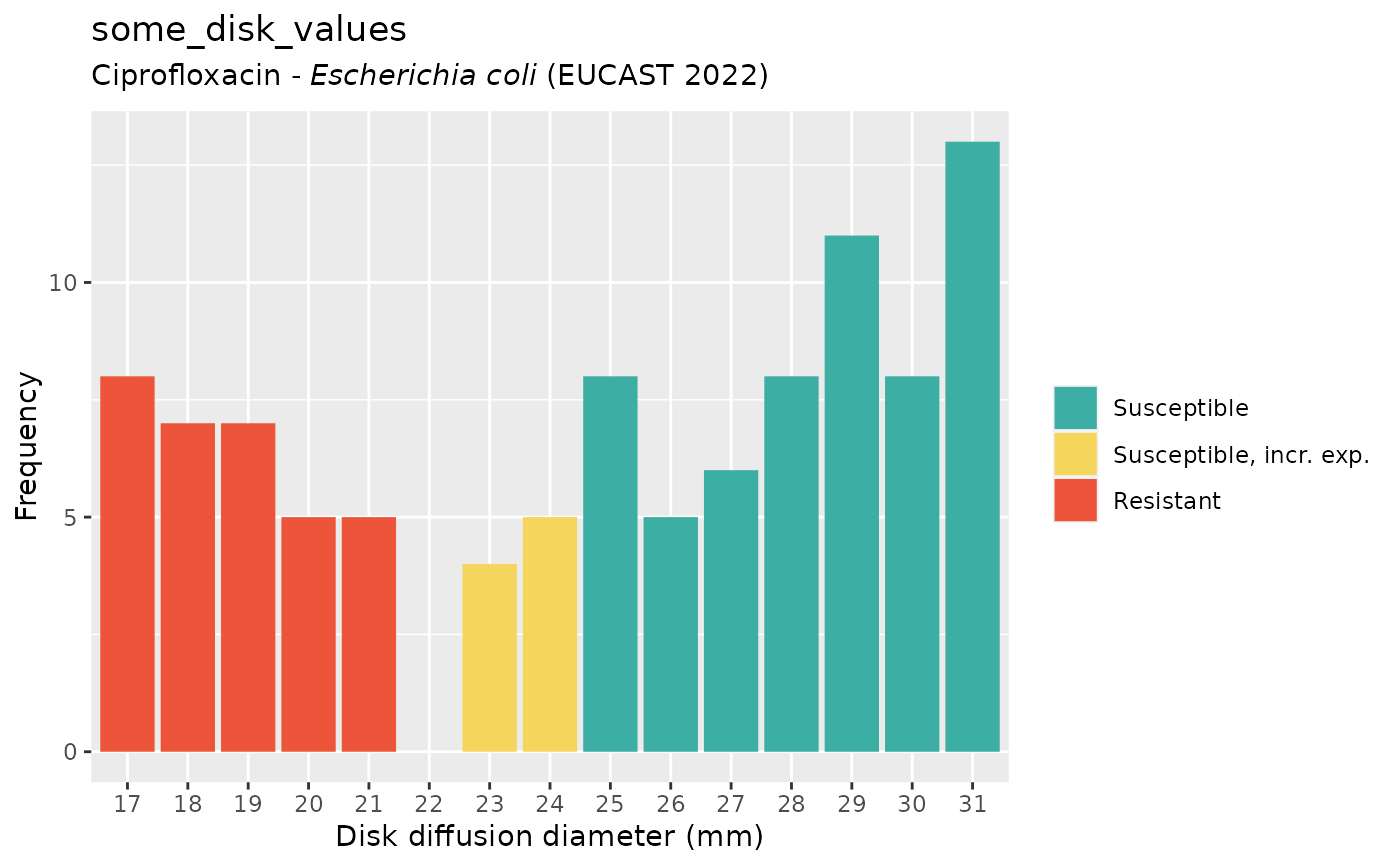 some_disk_values
Ciprofloxacin - Escherichia coli (EUCAST 2022)
Frequency
10
5
0
17 18 19 20 21 22 23 24 25 26 27 28 29 30 31
Disk diffusion diameter (mm)
Susceptible
Susceptible, incr. exp.
Resistant